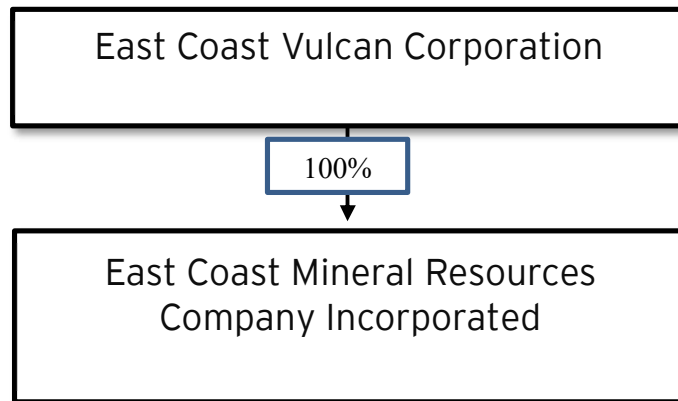 East Coast Vulcan Corporation
100%
East Coast Mineral Resources
Company Incorporated